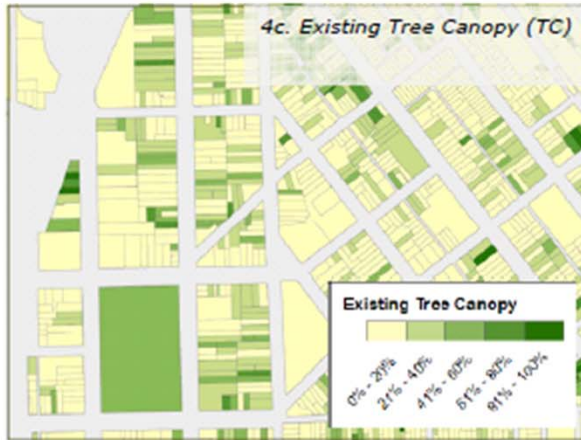 4c. Existing Tree Canopy (TC)
Existing Tree Canopy
0% - 20%
21% - 40%
41% - 60%
61% - 80%
81% - 100%